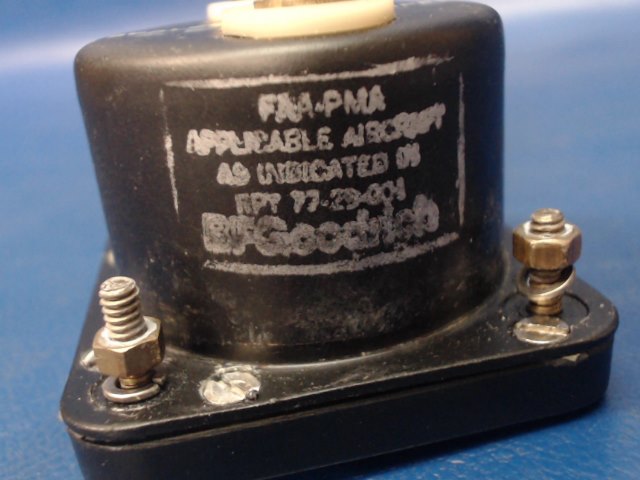 FAA-PMA
APPLICABLE AIRCRAFT
AS INDICATED IN
RPT 77-29-001
BFGoodrich